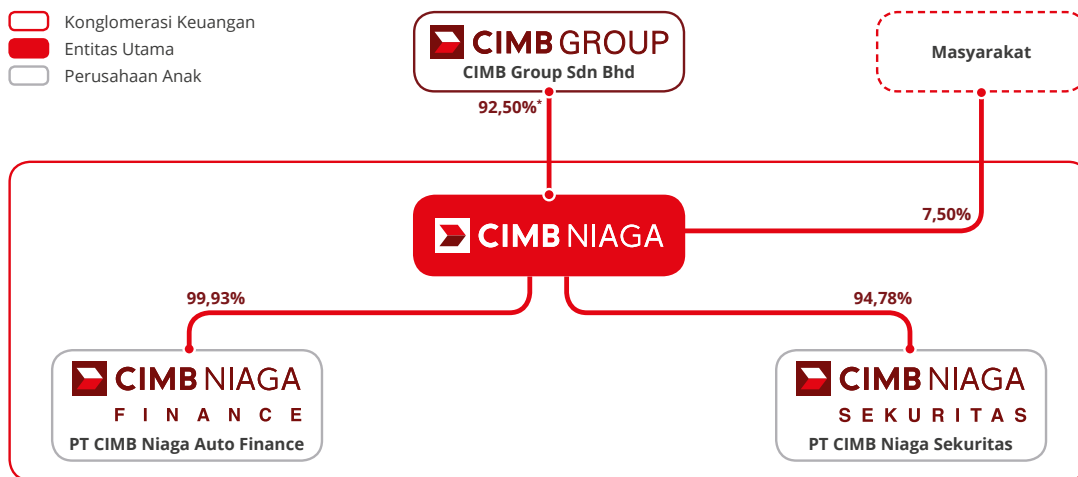 Konglomerasi Keuangan
Entitas Utama
Perusahaan Anak
CIMB GROUP
CIMB Group Sdn Bhd
Masyarakat
92,50%*
CIMB NIAGA
7,50%
99,93%
94,78%
CIMB NIAGA
FINANCE
PT CIMB Niaga Auto Finance
CIMB NIAGA
SEKURITAS
PT CIMB Niaga Sekuritas